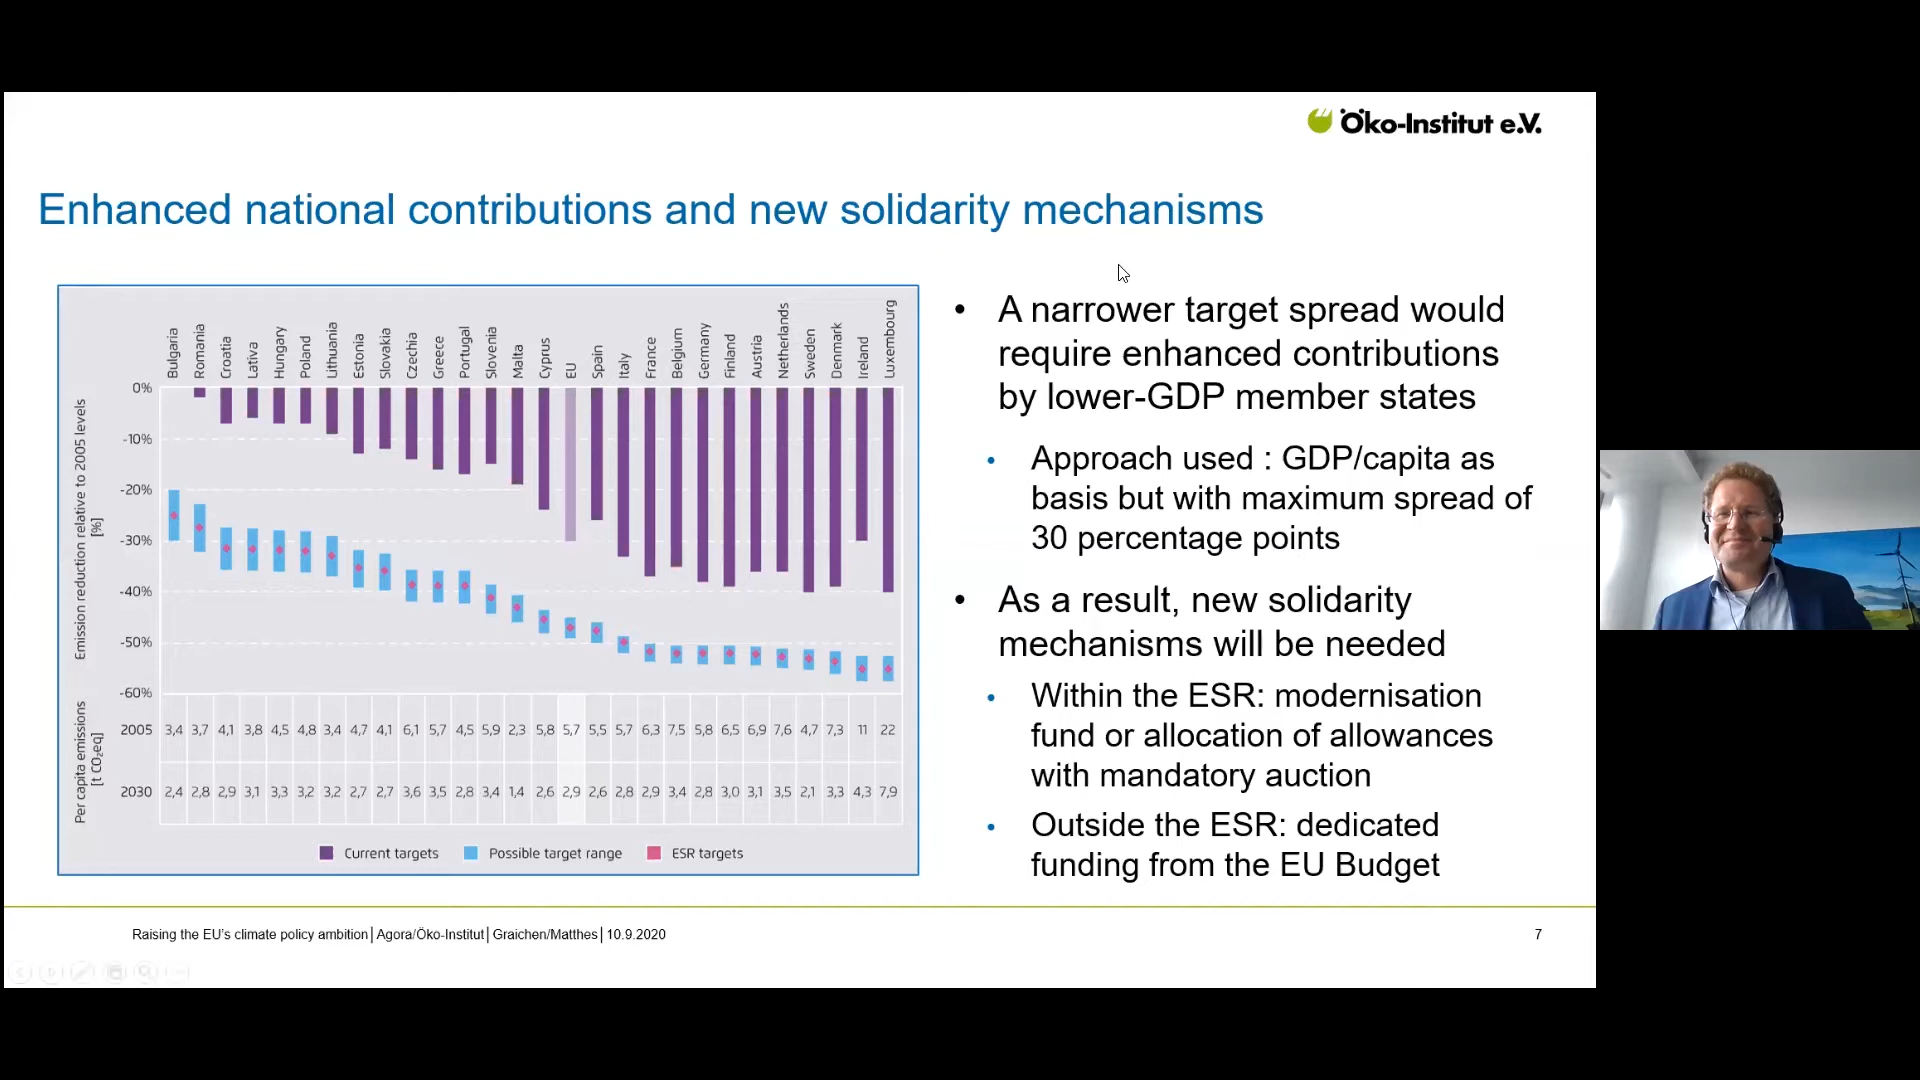 Öko-Institut e.V.
Enhanced national contributions and new solidarity mechanisms
Bulgaria
Romania
Croatia
Lativa
Hungary
Poland
Lithuania
Estonia
Slovakia
Czechia
Greece
Portugal
Slovenia
Malta
Cyprus
EU
Spain
Italy
France
Belgium
Germany
Finland
Austria
Netherlands
Sweden
Denmark
Ireland
Luxembourg
Emission reduction relative to 2005 levels
[%]
0%
-10%
-20%
-30%
-40%
-50%
-60%
Per capita emissions
[t CO₂eq]
2005 3,4 3,7 4,1 3,8 4,5 4,8 3,4 4,7 4,1 6,1 5,7 4,5 5,9 2,3 5,8 5,7 5,5 5,7 6,3 7,5 5,8 6,5 6,9 7,6 4,7 7,3 11 22
2030 2,4 2,8 2,9 3,1 3,3 3,2 3,2 2,7 2,7 3,6 3,5 2,8 3,4 1,4 2,6 2,9 2,6 2,8 2,9 3,4 2,8 3,0 3,1 3,5 2,1 3,3 4,3 7,9
Current targets Possible target range ESR targets
• A narrower target spread would
require enhanced contributions
by lower-GDP member states
• Approach used : GDP/capita as
basis but with maximum spread of
30 percentage points
• As a result, new solidarity
mechanisms will be needed
• Within the ESR: modernisation
fund or allocation of allowances
with mandatory auction
• Outside the ESR: dedicated
funding from the EU Budget
Raising the EU's climate policy ambition│Agora/Öko-Institut│Graichen/Matthes│10.9.2020
7